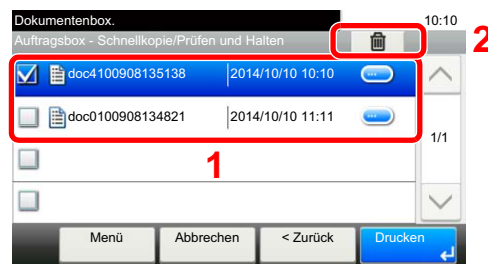 Dokumentenbox. 10:10
Auftragsbox - Schnellkopie/Prüfen und Halten 2
doc4100908135138 2014/10/10 10:10
doc0100908134821 2014/10/10 11:11
1/1
1
Menü Abbrechen < Zurück Drucken